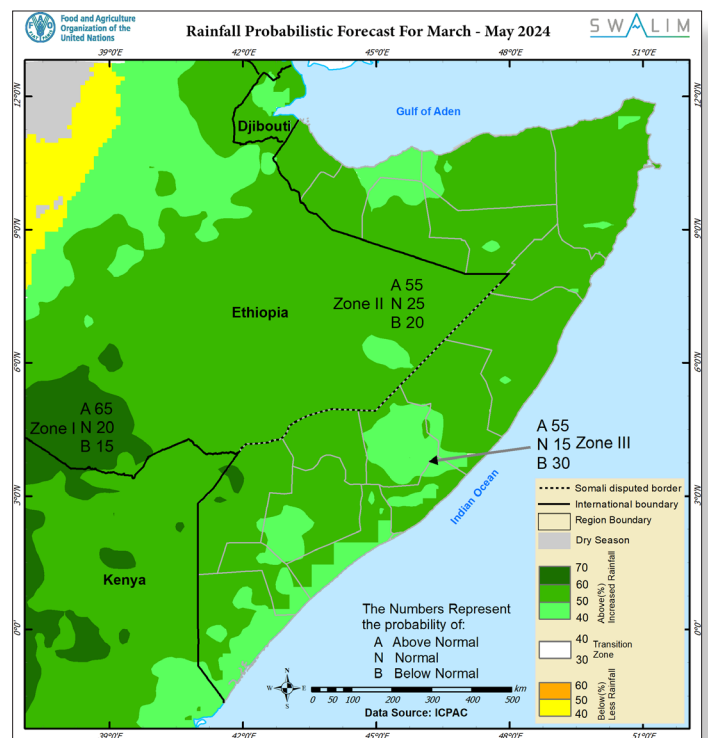 Food and Agriculture
Organization of the
United Nations
Rainfall Probabilistic Forecast For March - May 2024
SWALIM
39°0'E 42°0'E 45°0'E 48°0'E 51°0'E
12°0'N 12°0'N
Gulf of Aden
Djibouti
9°0'N 9°0'N
Ethiopia
A 55
Zone II N 25
B 20
6°0'N 6°0'N
A 65
Zone I N 20
B 15
A 55
N 15 Zone III
B 30
3°0'N 3°0'N
Indian Ocean
Kenya
0°0' 0°0'
Somali disputed border
International boundary
Region Boundary
Dry Season
70
60
50
40
Above(%)
Increased Rainfall
40
30
Transition
Zone
60
50
40
Below(%)
Less Rainfall
The Numbers Represent
the probability of:
A Above Normal
N Normal
B Below Normal
N
W E
S
0 50 100 200 300 400 500 km
Data Source: ICPAC
39°0'E 42°0'E 45°0'E 48°0'E 51°0'E